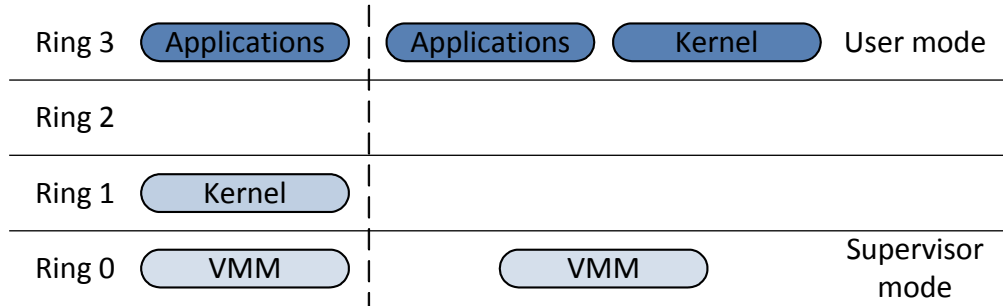 Ring 3 Applications Applications Kernel User mode
Ring 2
Ring 1 Kernel
Ring 0 VMM VMM Supervisor
mode